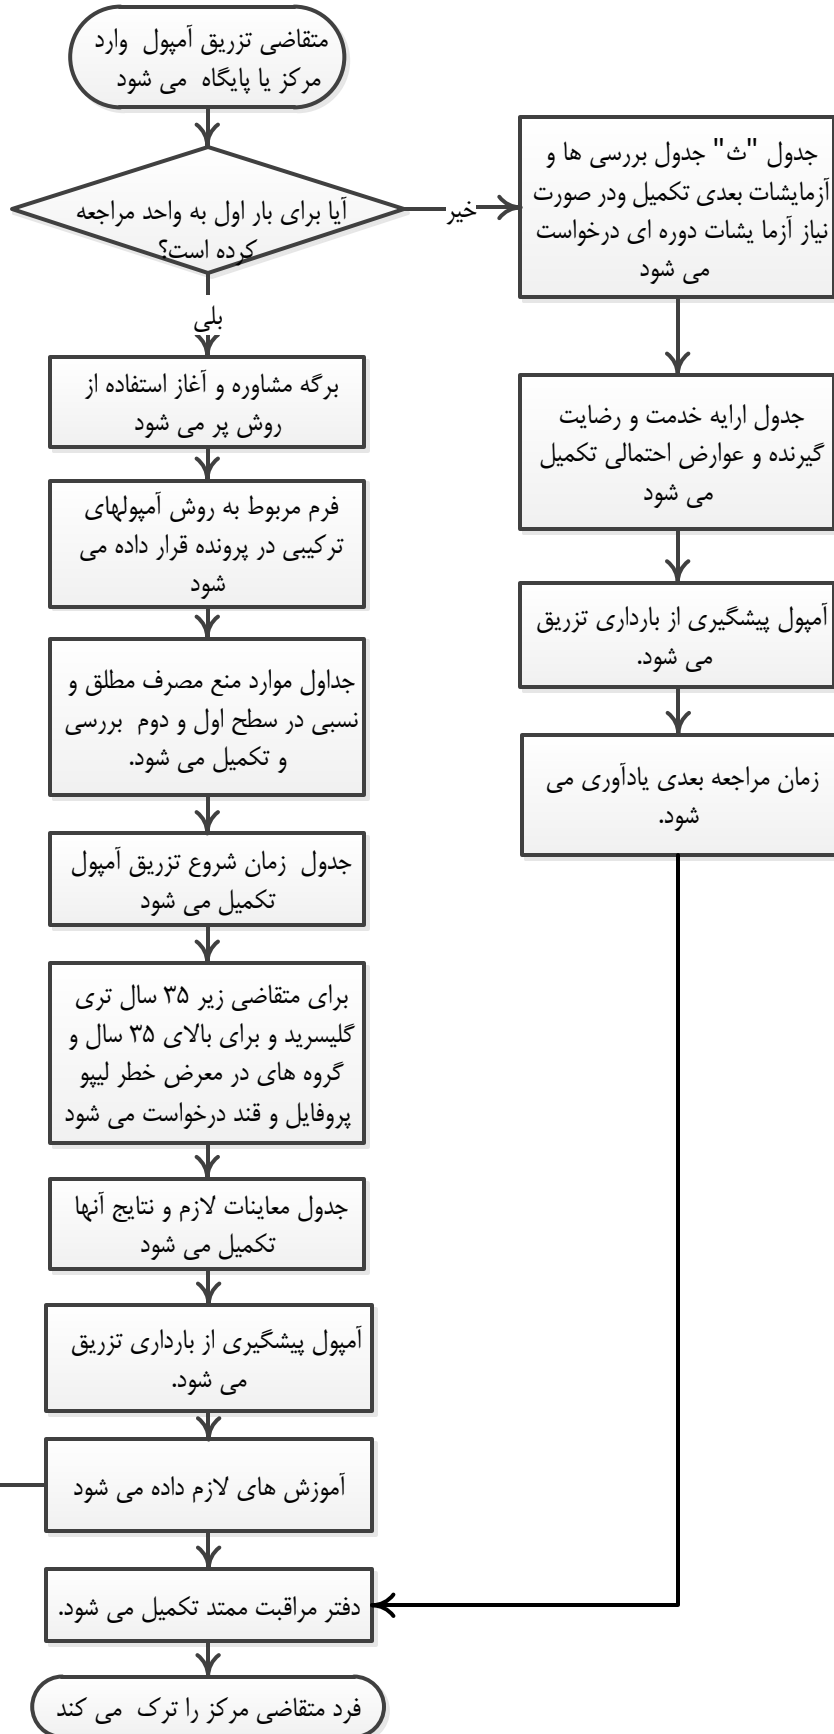 متقاضی تزریق آمپول وارد
مرکز یا پایگاه می شود
آیا برای بار اول به واحد مراجعه
کرده است؟
خیر
بلی
جدول "ث" جدول بررسی ها و
آزمایشات بعدی تکمیل ودر صورت
نیاز آزما یشات دوره ای درخواست
می شود
جدول ارایه خدمت و رضایت
گیرنده و عوارض احتمالی تکمیل
می شود
آمپول پیشگیری از بارداری تزریق
می شود.
زمان مراجعه بعدی یادآوری می
شود.
برگه مشاوره و آغاز استفاده از
روش پر می شود
فرم مربوط به روش آمپولهای
ترکیبی در پرونده قرار داده می
شود
جداول موارد منع مصرف مطلق و
نسبی در سطح اول و دوم بررسی
و تکمیل می شود.
جدول زمان شروع تزریق آمپول
تکمیل می شود
برای متقاضی زیر ۳۵ سال تری
گلیسرید و برای بالای ۳۵ سال و
گروه های در معرض خطر لیپو
پروفایل و قند درخواست می شود
جدول معاینات لازم و نتایج آنها
تکمیل می شود
آمپول پیشگیری از بارداری تزریق
می شود.
آموزش های لازم داده می شود
دفتر مراقبت ممتد تکمیل می شود.
فرد متقاضی مرکز را ترک می کند